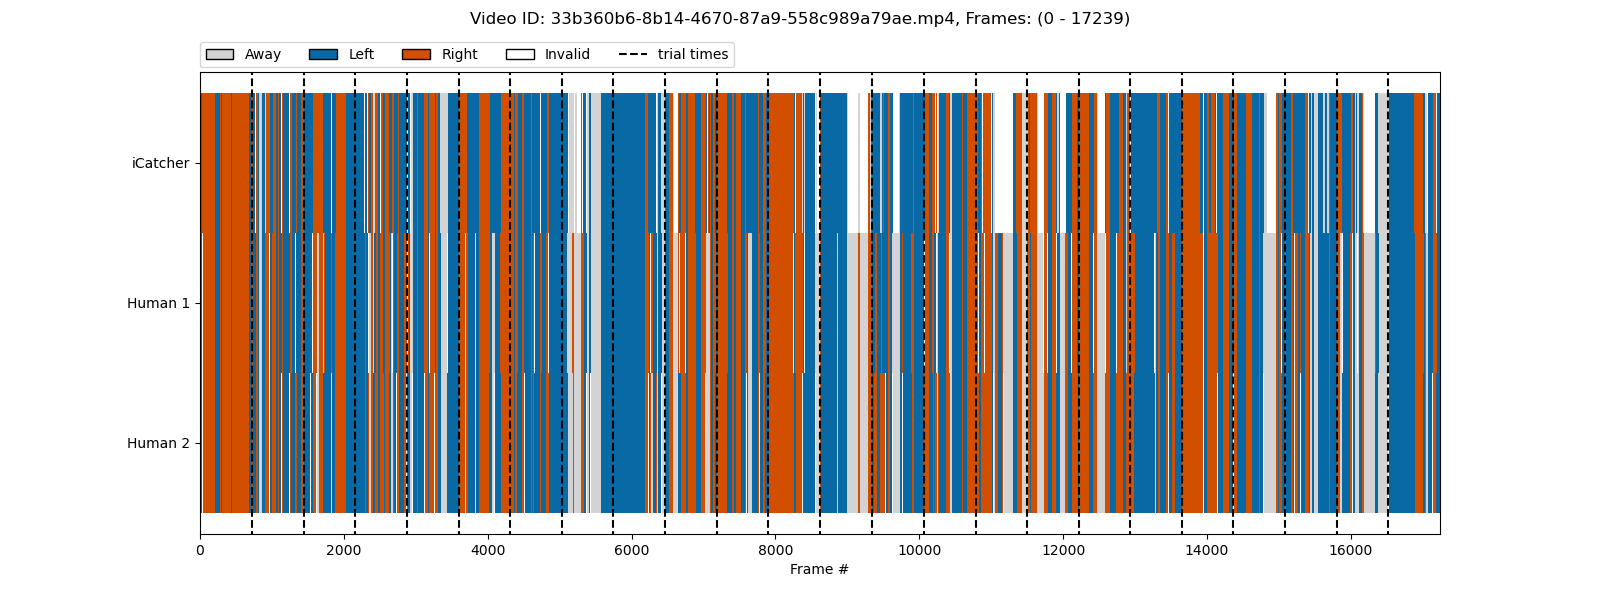 Video ID: 33b360b6-8b14-4670-87a9-558c989a79ae.mp4, Frames: (0 - 17239)
Away Left Right Invalid trial times
iCatcher
Human 1
Human 2
0 2000 4000 6000 8000 10000 12000 14000 16000
Frame #